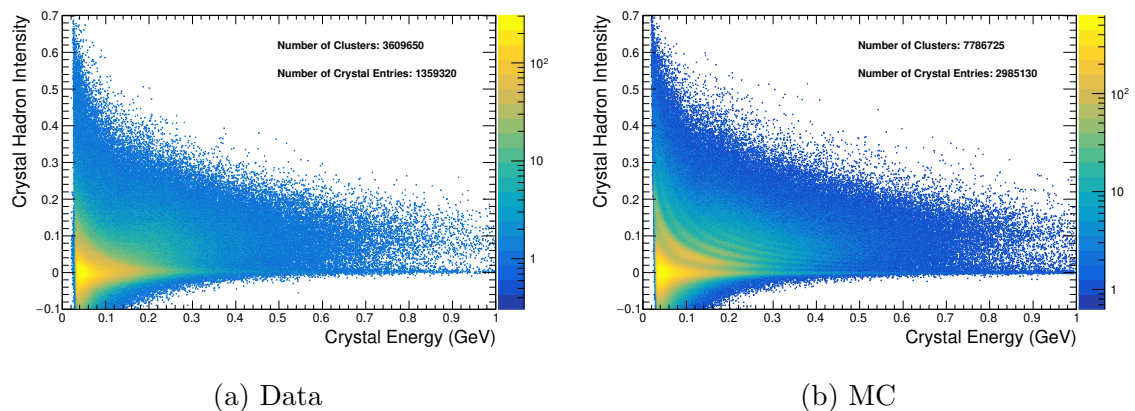 Number of Clusters: 3609650
Number of Crystal Entries: 1359320
Crystal Hadron Intensity
0.7
0.6
0.5
0.4
0.3
0.2
0.1
0
−0.1
0 0.1 0.2 0.3 0.4 0.5 0.6 0.7 0.8 0.9 1
Crystal Energy (GeV)
10²
10
1
(a) Data
Number of Clusters: 7786725
Number of Crystal Entries: 2985130
Crystal Hadron Intensity
0.7
0.6
0.5
0.4
0.3
0.2
0.1
0
−0.1
0 0.1 0.2 0.3 0.4 0.5 0.6 0.7 0.8 0.9 1
Crystal Energy (GeV)
10²
10
1
(b) MC